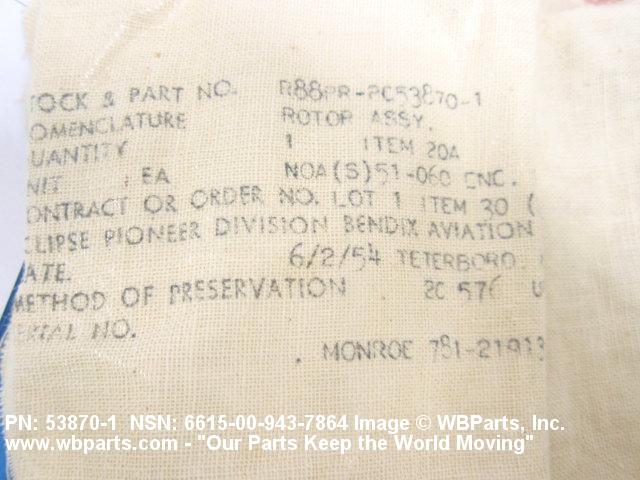 TOCK & PART NO. R88PR-PC53870-1
OMENCLATURE ROTOR ASSY.
UANTITY 1 ITEM 20A
NIT EA NOA(S)51-060 CNC.
ONTRACT OR ORDER NO. LOT 1 ITEM 30 (
CLIPSE PIONEER DIVISION BENDIX AVIATION
ATE. 6/2/54 TETERBORO.
METHOD OF PRESERVATION 2C 576 U
ERIAL NO.
. MONROE 781-21913
PN: 53870-1 NSN: 6615-00-943-7864 Image © WBParts, Inc.
www.wbparts.com - "Our Parts Keep the World Moving"